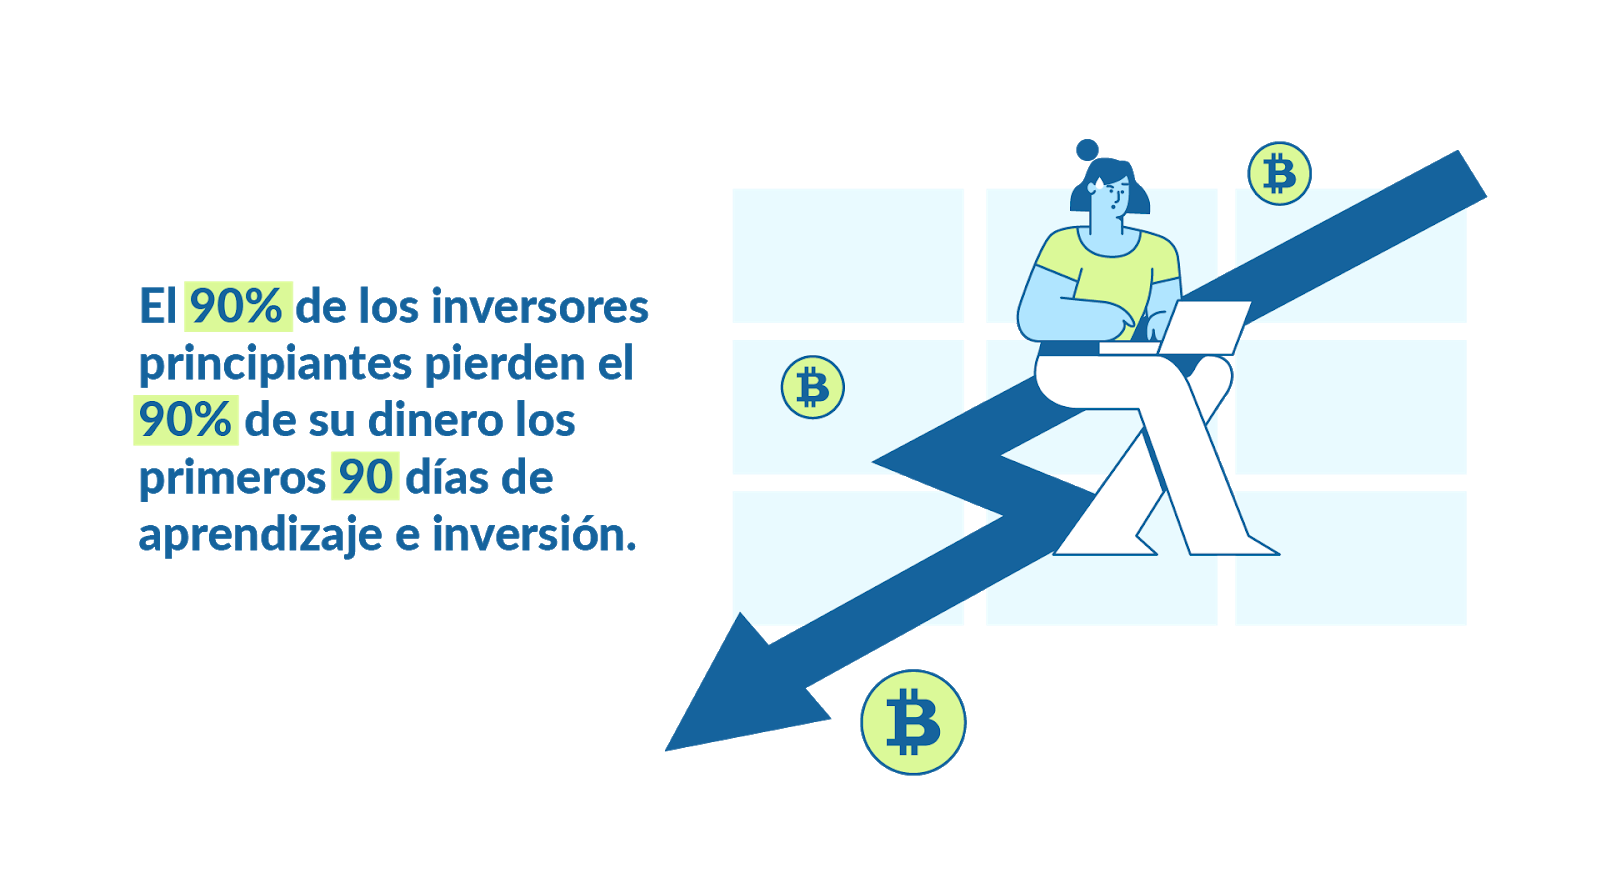 El 90% de los inversores
principiantes pierden el
90% de su dinero los
primeros 90 días de
aprendizaje e inversión.